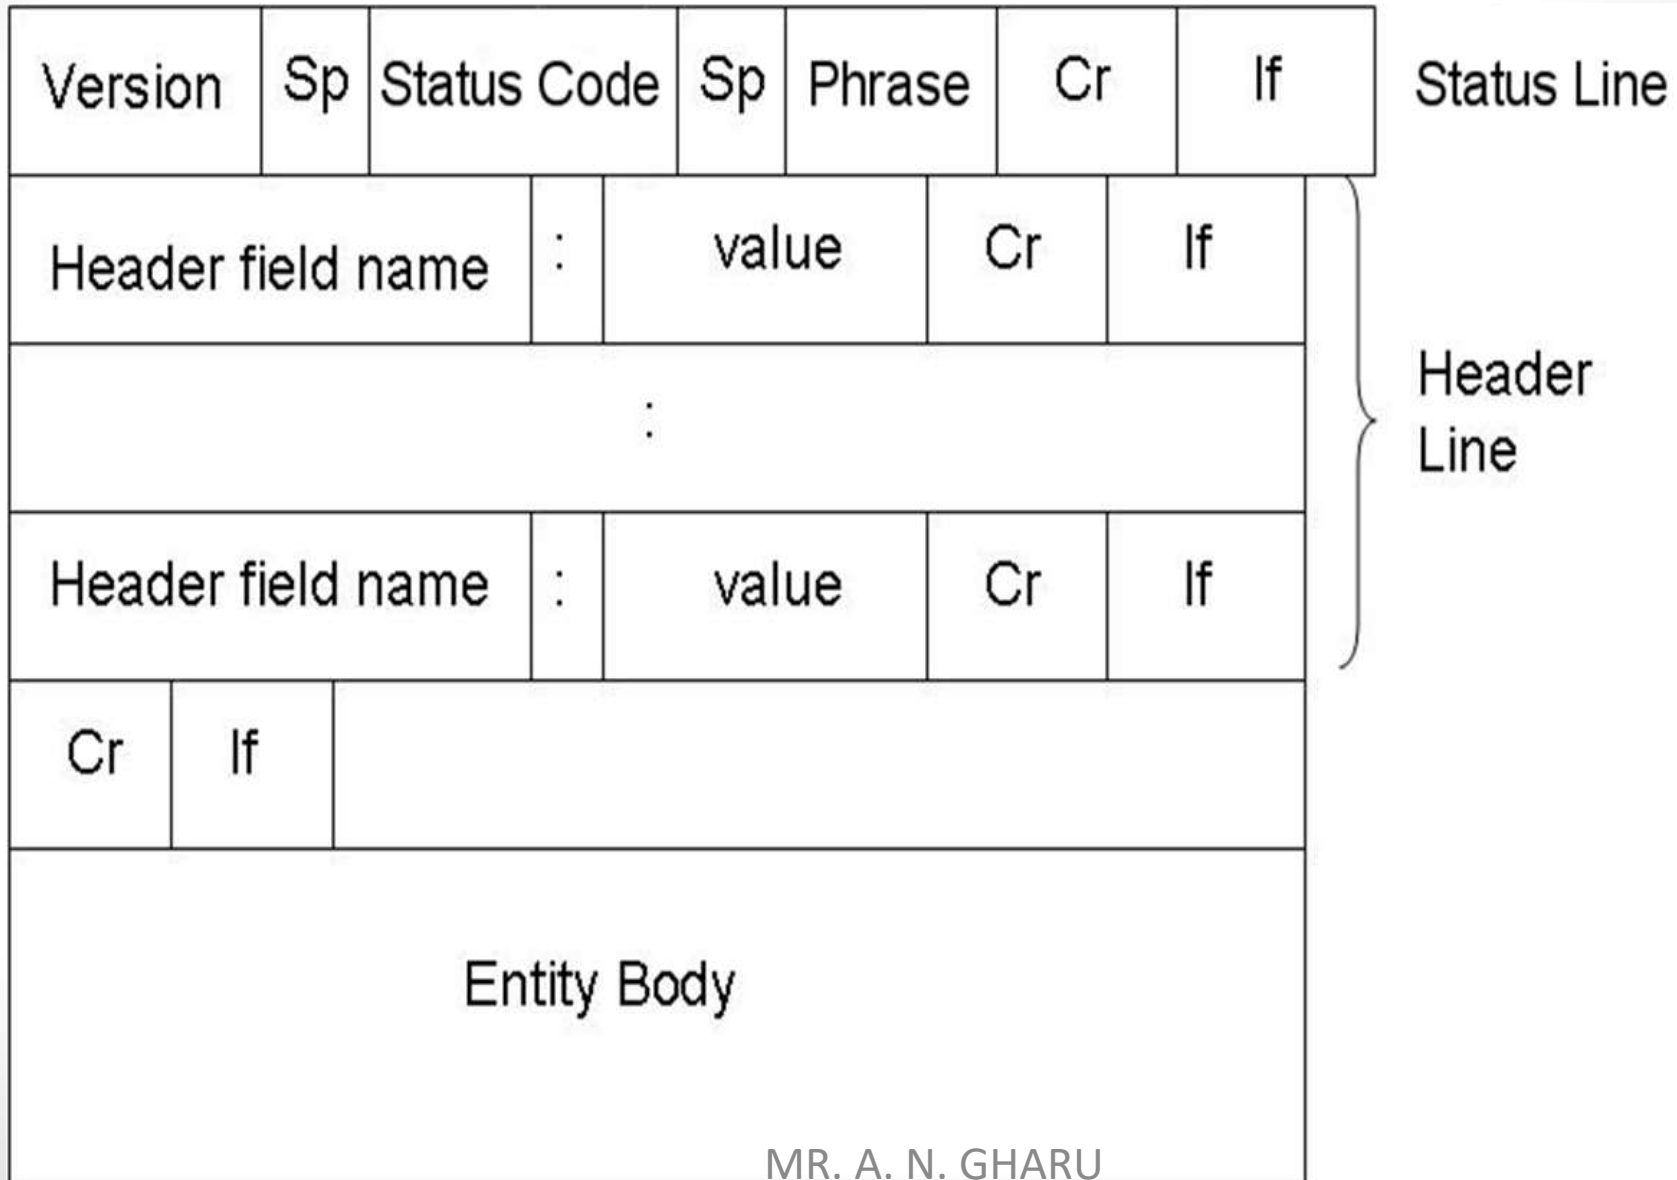 Version Sp Status Code Sp Phrase Cr lf Status Line
Header field name : value Cr lf
:
Header Line
Header field name : value Cr lf
Cr lf
Entity Body
MR. A. N. GHARU